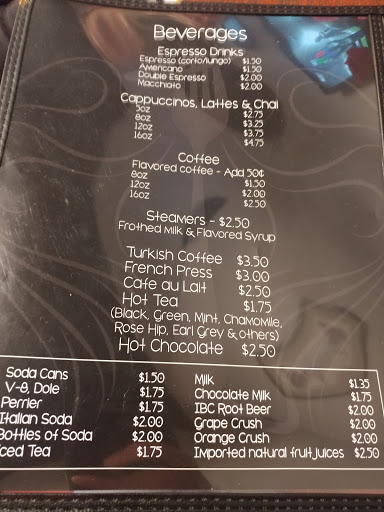 Beverages
Espresso Drinks
Espresso (corto/lungo) $1.50
Americano $1.50
Double Espresso $2.00
Macchiato $2.00
Cappuccinos, Lattes & Chai
5oz $2.75
8oz $3.25
12oz $3.75
16oz $4.75
Coffee
Flavored coffee - Add 50¢
8oz $1.50
12oz $2.00
16oz $2.50
Steamers - $2.50
Frothed Milk & Flavored Syrup
Turkish Coffee $3.50
French Press $3.00
Cafe au Lait $2.50
Hot Tea $1.75
(Black, Green, Mint, Chamomile,
Rose Hip, Earl Grey & others)
Hot Chocolate $2.50
Soda Cans $1.50
V-8, Dole $1.75
Perrier $1.75
Italian Soda $2.00
Bottles of Soda $2.00
Iced Tea $1.75
Milk $1.35
Chocolate Milk $1.75
IBC Root Beer $2.00
Grape Crush $2.00
Orange Crush $2.00
Imported natural fruit juices $2.50